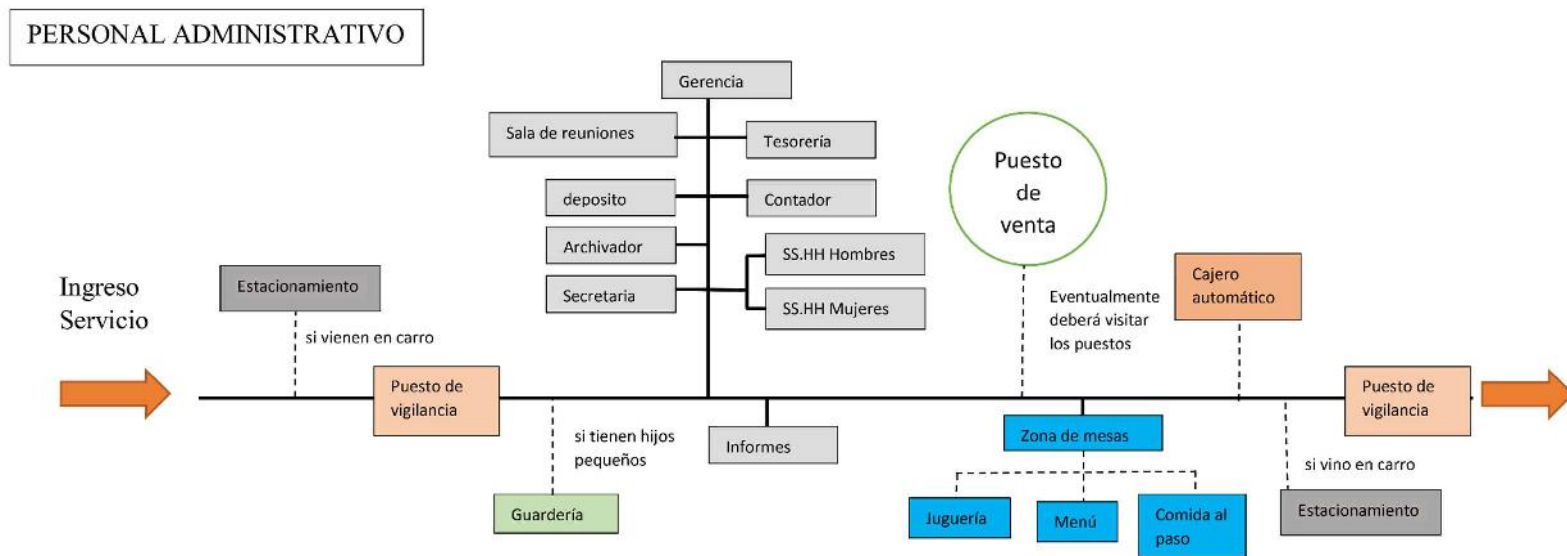 PERSONAL ADMINISTRATIVO
Gerencia
Sala de reuniones
Tesorería
deposito
Contador
Archivador
SS.HH Hombres
Secretaria
SS.HH Mujeres
Puesto
de
venta
Ingreso
Servicio
Estacionamiento
si vienen en carro
Eventualmente
deberá visitar
los puestos
Cajero
automático
Puesto de
vigilancia
Puesto de
vigilancia
si tienen hijos
pequeños
Informes
Zona de mesas
si vino en carro
Guardería
Juguería
Menú
Comida al
paso
Estacionamiento